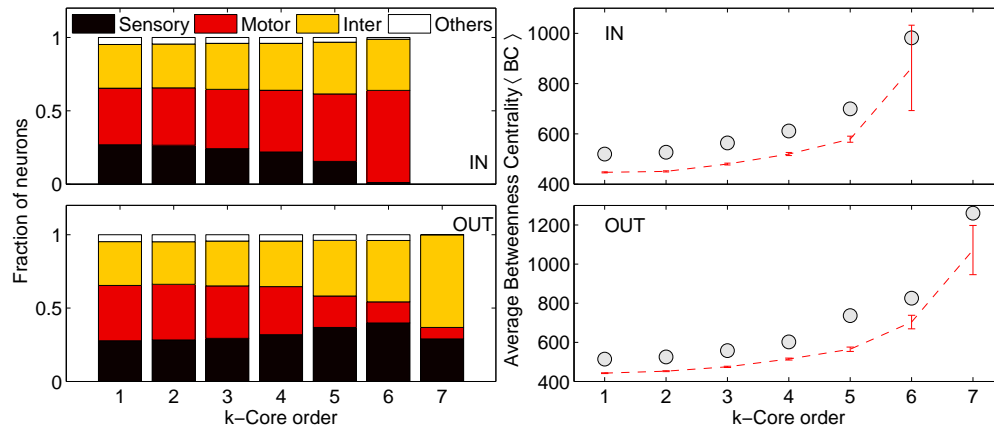 Sensory Motor Inter Others
Fraction of neurons
1
0.5
0
IN
1
0.5
0
OUT
1 2 3 4 5 6 7
k−Core order
Average Betweenness Centrality ⟨ BC ⟩
1000
800
600
400
IN
1200
1000
800
600
400
OUT
1 2 3 4 5 6 7
k−Core order